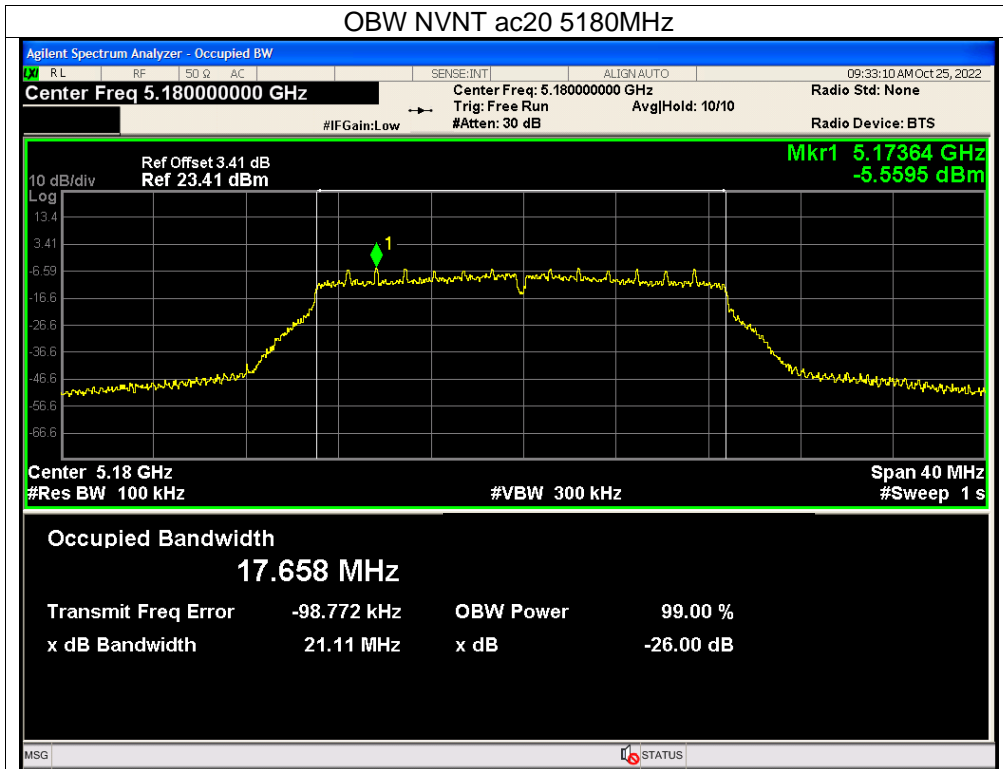 OBW NVNT ac20 5180MHz
Agilent Spectrum Analyzer - Occupied BW
LXI RL RF 50 Ω AC SENSE:INT ALIGN AUTO 09:33:10 AM Oct 25, 2022
Center Freq 5.180000000 GHz Center Freq: 5.180000000 GHz Radio Std: None
Trig: Free Run Avg|Hold: 10/10
#IFGain:Low #Atten: 30 dB Radio Device: BTS
Mkr1 5.17364 GHz
Ref Offset 3.41 dB
10 dB/div Ref 23.41 dBm -5.5595 dBm
Log
13.4
3.41
1
-6.59
-16.6
-26.6
-36.6
-46.6
-56.6
-66.6
Center 5.18 GHz Span 40 MHz
#Res BW 100 kHz #VBW 300 kHz #Sweep 1 s
Occupied Bandwidth
17.658 MHz
Transmit Freq Error -98.772 kHz OBW Power 99.00 %
x dB Bandwidth 21.11 MHz x dB -26.00 dB
MSG STATUS